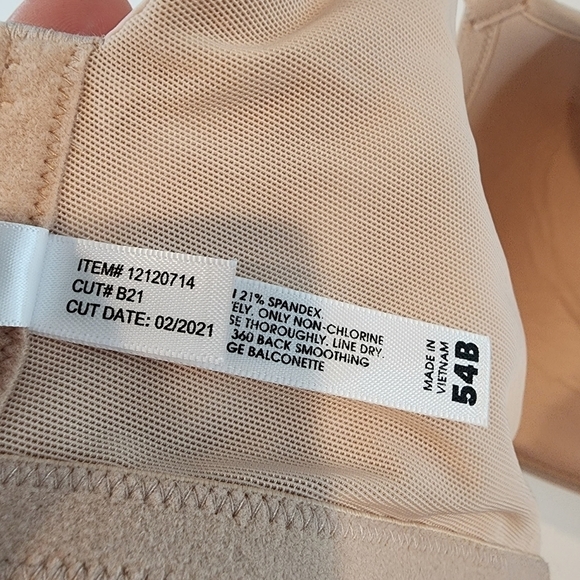 ITEM# 12120714
CUT# B21
CUT DATE: 02/2021
21% SPANDEX.
ONLY NON-CHLORINE
THOROUGHLY. LINE DRY.
360 BACK SMOOTHING
BALCONETTE
MADE IN
VIETNAM
54B